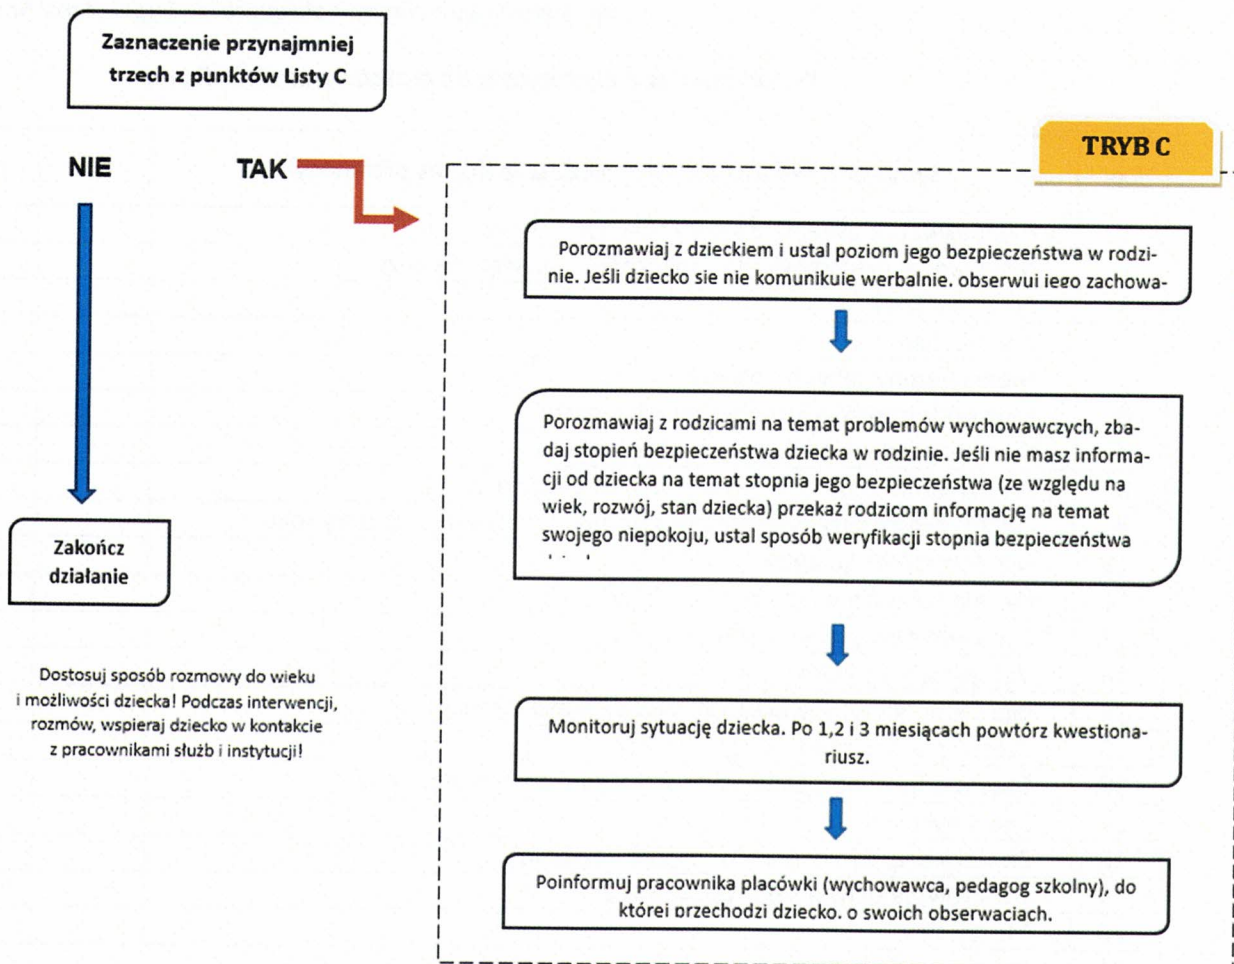 Zaznaczenie przynajmniej
trzech z punktów Listy C
NIE
TAK
TRYB C
Porozmawiaj z dzieckiem i ustal poziom jego bezpieczeństwa w rodzi-
nie. Jeśli dziecko się nie komunikuje werbalnie, obserwuj jego zachowa-
Porozmawiaj z rodzicami na temat problemów wychowawczych, zba-
daj stopień bezpieczeństwa dziecka w rodzinie. Jeśli nie masz informa-
cji od dziecka na temat stopnia jego bezpieczeństwa (ze względu na
wiek, rozwój, stan dziecka) przekaż rodzicom informację na temat
swojego niepokoju, ustal sposób weryfikacji stopnia bezpieczeństwa
Zakończ
działanie
Dostosuj sposób rozmowy do wieku
i możliwości dziecka! Podczas interwencji,
rozmów, wspieraj dziecko w kontakcie
z pracownikami służb i instytucji!
Monitoruj sytuację dziecka. Po 1,2 i 3 miesiącach powtórz kwestiona-
riusz.
Poinformuj pracownika placówki (wychowawca, pedagog szkolny), do
której przechodzi dziecko, o swoich obserwacjach.